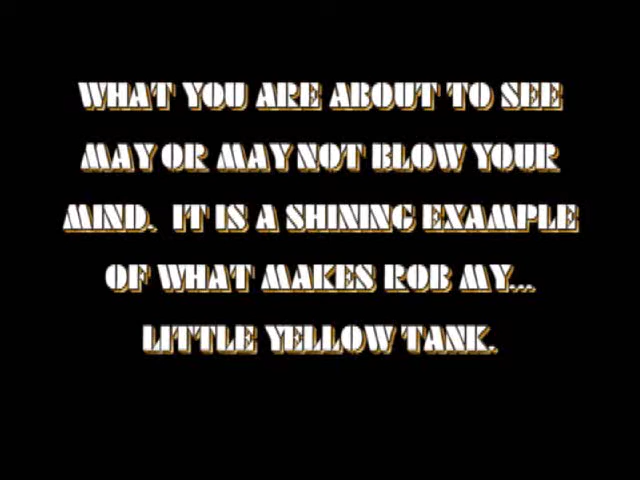 WHAT YOU ARE ABOUT TO SEE
MAY OR MAY NOT BLOW YOUR
MIND. IT IS A SHINING EXAMPLE
OF WHAT MAKES ROB MY...
LITTLE YELLOW TANK.